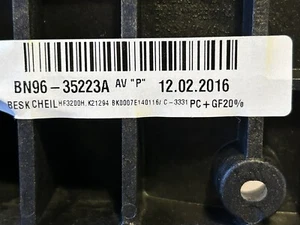 BN96-35223A AV "P" 12.02.2016
BESK CHEIL HF3200H, K21294 BK0007E140116/ C-3331 PC+GF20%